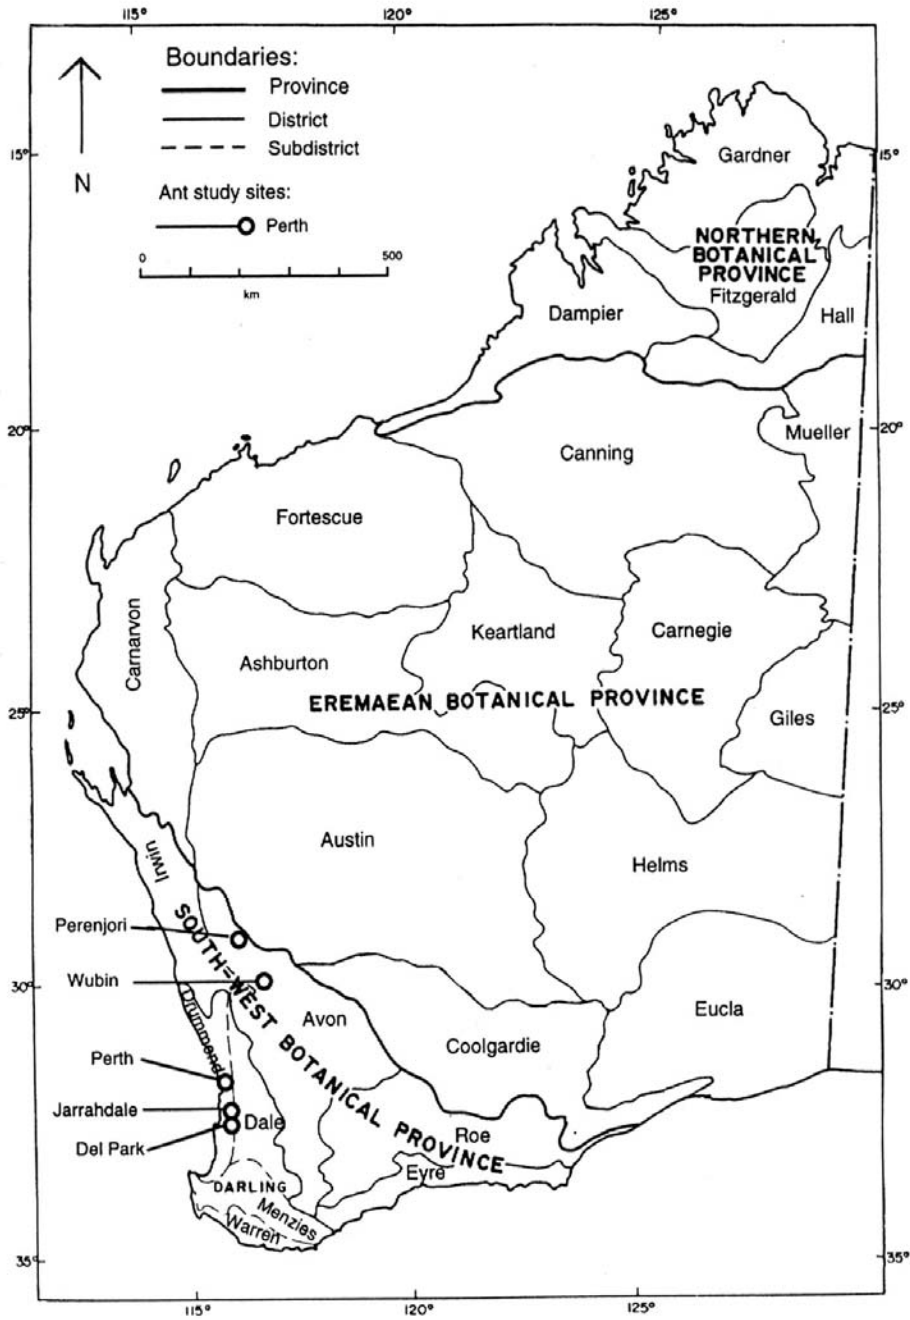 115°
120°
125°
Boundaries:
Province
District
Subdistrict
N
Ant study sites:
Perth
0
500
km
15°
15°
Gardner
NORTHERN
BOTANICAL
PROVINCE
Fitzgerald
Hall
Dampier
20°
20°
Mueller
Canning
Fortescue
Carnarvon
Keartland
Carnegie
Ashburton
EREMAEAN BOTANICAL PROVINCE
25°
25°
Giles
Austin
Irwin
Helms
Perenjori
SOUTH=WEST BOTANICAL PROVINCE
Wubin
30°
30°
Drummond
Avon
Eucla
Coolgardie
Perth
Jarrahdale
Dale
Del Park
Roe
Eyre
DARLING
Menzies
Warren
35°
35°
115°
120°
125°